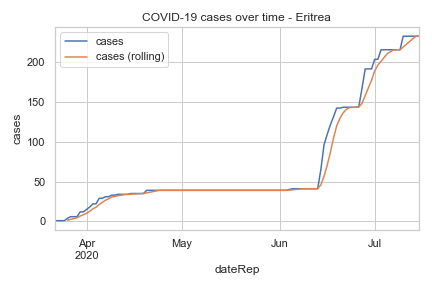 COVID-19 cases over time - Eritrea
cases
cases (rolling)
200
150
100
50
0
cases
Apr
2020
May
Jun
Jul
dateRep